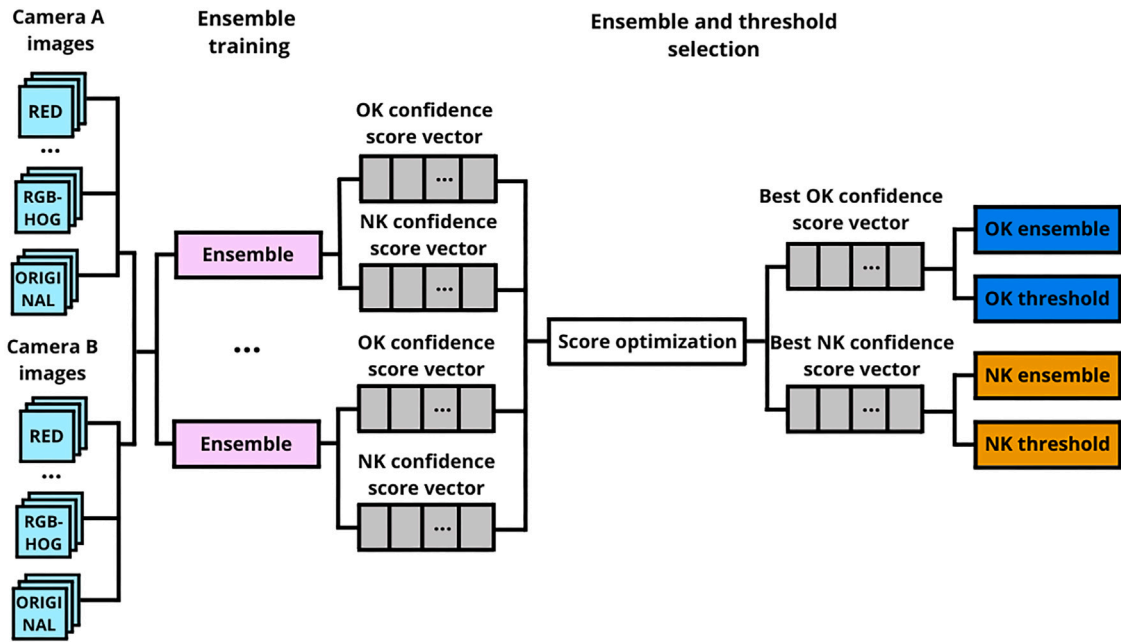 Camera A
images
RED
...
RGB-
HOG
ORIGI
NAL
Camera B
images
RED
...
RGB-
HOG
ORIGI
NAL
Ensemble
training
Ensemble
...
Ensemble
OK confidence
score vector
...
NK confidence
score vector
...
OK confidence
score vector
...
NK confidence
score vector
...
Ensemble and threshold
selection
Score optimization
Best OK confidence
score vector
...
Best NK confidence
score vector
...
OK ensemble
OK threshold
NK ensemble
NK threshold